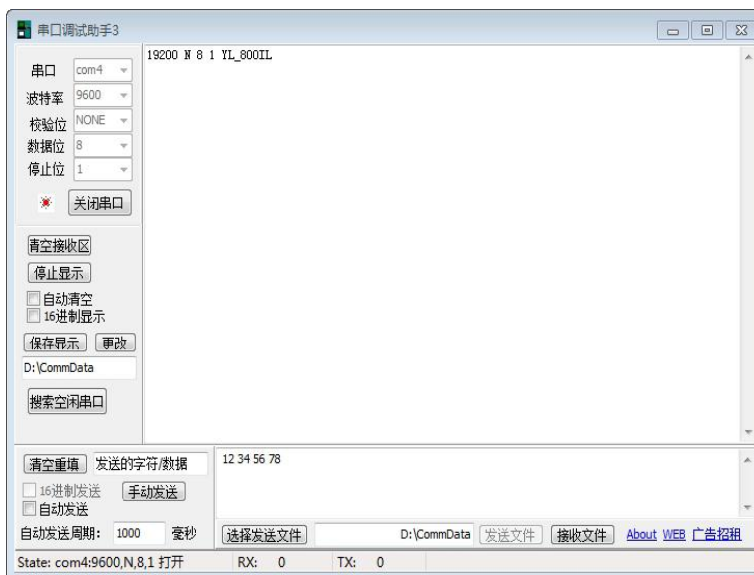 串口调试助手3
19200 N 8 1 YL_800IL
串口 com4
波特率 9600
校验位 NONE
数据位 8
停止位 1
关闭串口
清空接收区
停止显示
自动清空
16进制显示
保存显示 更改
D:\CommData
搜索空闲串口
清空重填 发送的字符/数据
12 34 56 78
16进制发送 手动发送
自动发送
自动发送周期: 1000 毫秒
选择发送文件 D:\CommData 发送文件 接收文件 About WEB 广告招租
State: com4:9600,N,8,1 打开 RX: 0 TX: 0